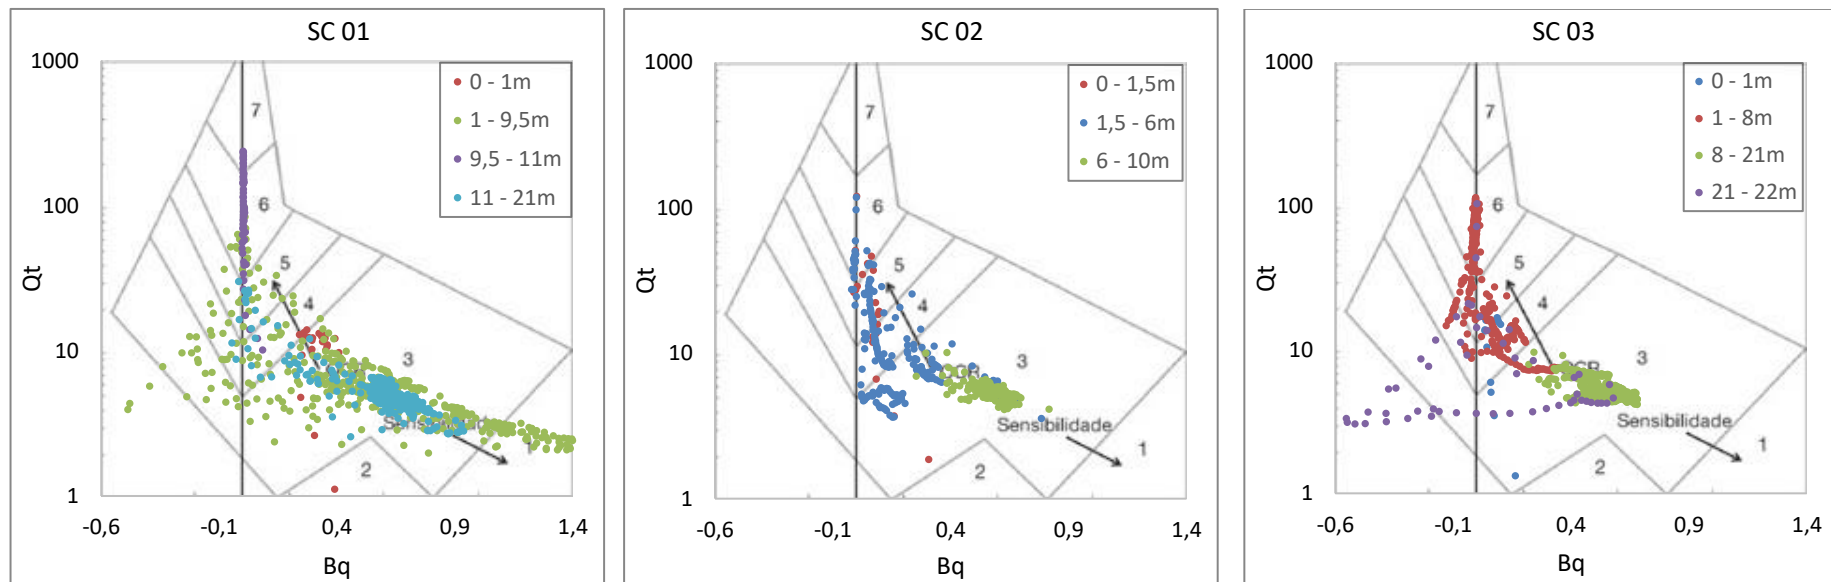 SC 01
1000
100
10
1
Qt
-0,6
-0,1
0,4
0,9
1,4
Bq
0 - 1m
1 - 9,5m
9,5 - 11m
11 - 21m
7
6
5
4
3
2
1
SC 02
1000
100
10
1
Qt
-0,6
-0,1
0,4
0,9
1,4
Bq
0 - 1,5m
1,5 - 6m
6 - 10m
7
6
5
4
3
Sensibilidade
1
2
SC 03
1000
100
10
1
Qt
-0,6
-0,1
0,4
0,9
1,4
Bq
0 - 1m
1 - 8m
8 - 21m
21 - 22m
7
6
5
4
3
Sensibilidade
1
2